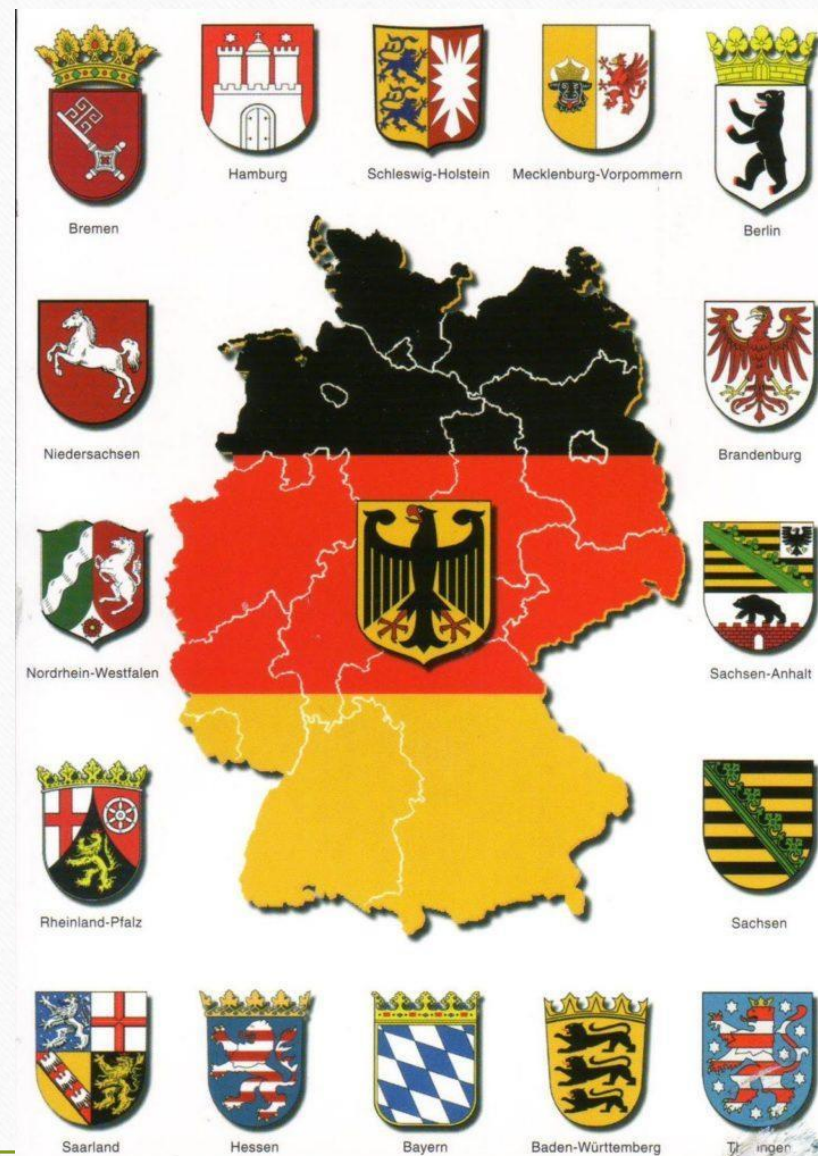 Hamburg
Schleswig-Holstein
Mecklenburg-Vorpommern
Bremen
Berlin
Niedersachsen
Brandenburg
Nordrhein-Westfalen
Sachsen-Anhalt
Rheinland-Pfalz
Sachsen
Saarland
Hessen
Bayern
Baden-Württemberg